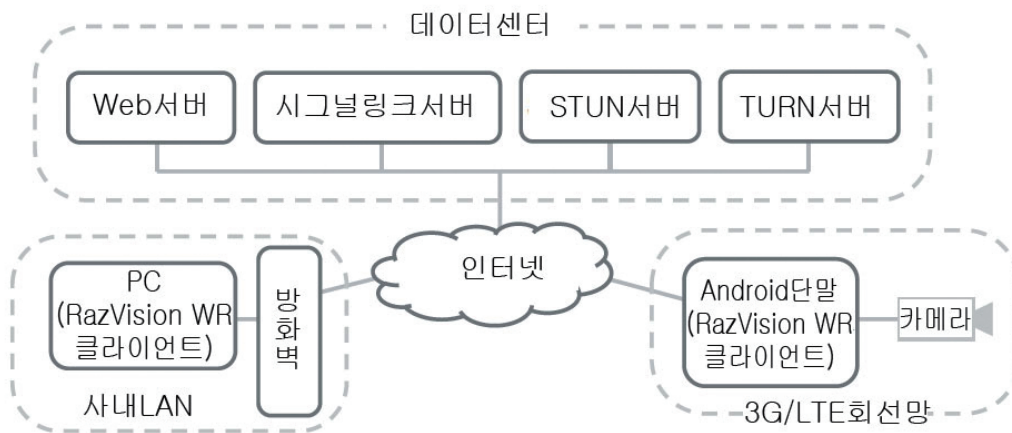 데이터센터
Web서버
시그널링크서버
STUN서버
TURN서버
인터넷
PC
(RazVision WR
클라이언트)
방
화
벽
사내LAN
Android단말
(RazVision WR
클라이언트)
카메라
3G/LTE회선망